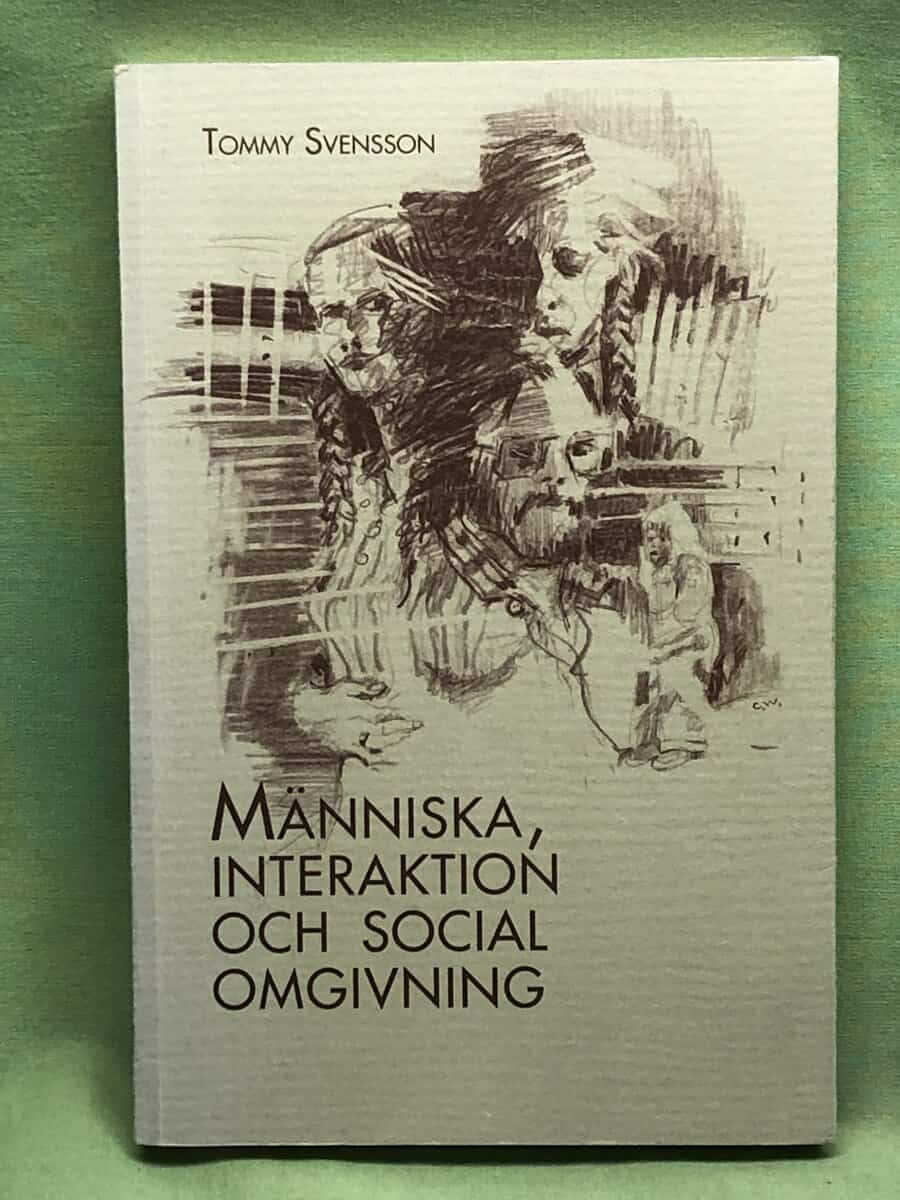 TOMMY SVENSSON
C.W.
MÄNNISKA,
INTERAKTION
OCH SOCIAL
OMGIVNING